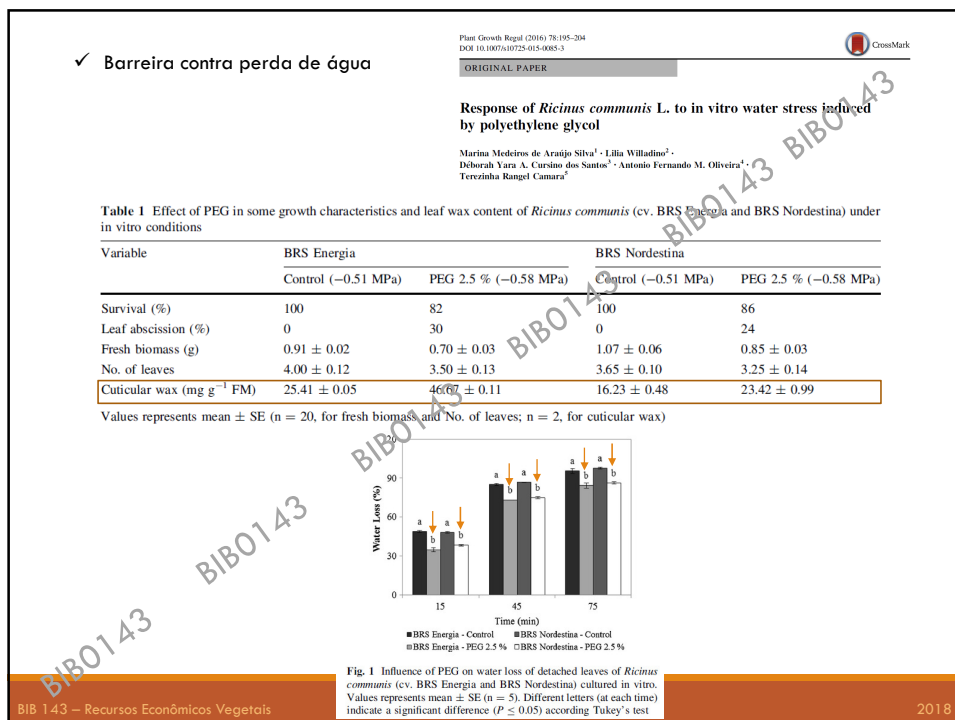 ✓ Barreira contra perda de água
Plant Growth Regul (2016) 78:195–204
DOI 10.1007/s10725-015-0085-3
CrossMark
ORIGINAL PAPER
Response of Ricinus communis L. to in vitro water stress induced
by polyethylene glycol
Marina Medeiros de Araújo Silva1 · Lilia Willadino2 ·
Déborah Yara A. Cursino dos Santos3 · Antonio Fernando M. Oliveira4 ·
Terezinha Rangel Camara5
Table 1 Effect of PEG in some growth characteristics and leaf wax content of Ricinus communis (cv. BRS Energia and BRS Nordestina) under
in vitro conditions
Variable BRS Energia BRS Nordestina
Control (−0.51 MPa) PEG 2.5 % (−0.58 MPa) Control (−0.51 MPa) PEG 2.5 % (−0.58 MPa)
Survival (%) 100 82 100 86
Leaf abscission (%) 0 30 0 24
Fresh biomass (g) 0.91 ± 0.02 0.70 ± 0.03 1.07 ± 0.06 0.85 ± 0.03
No. of leaves 4.00 ± 0.12 3.50 ± 0.13 3.65 ± 0.10 3.25 ± 0.14
Cuticular wax (mg g−1 FM) 25.41 ± 0.05 46.67 ± 0.11 16.23 ± 0.48 23.42 ± 0.99
Values represents mean ± SE (n = 20, for fresh biomass and No. of leaves; n = 2, for cuticular wax)
20
90
60
30
0
Water Loss (%)
a b a b
a b a b
a b a b
15 45 75
Time (min)
BRS Energia - Control BRS Nordestina - Control
BRS Energia - PEG 2.5 % BRS Nordestina - PEG 2.5 %
Fig. 1 Influence of PEG on water loss of detached leaves of Ricinus
communis (cv. BRS Energia and BRS Nordestina) cultured in vitro.
Values represents mean ± SE (n = 5). Different letters (at each time)
indicate a significant difference (P ≤ 0.05) according Tukey's test
BIB 143 – Recursos Econômicos Vegetais
2018
BIB0143
BIB0143
BIB0143
BIB0143
BIB0143
BIB0143